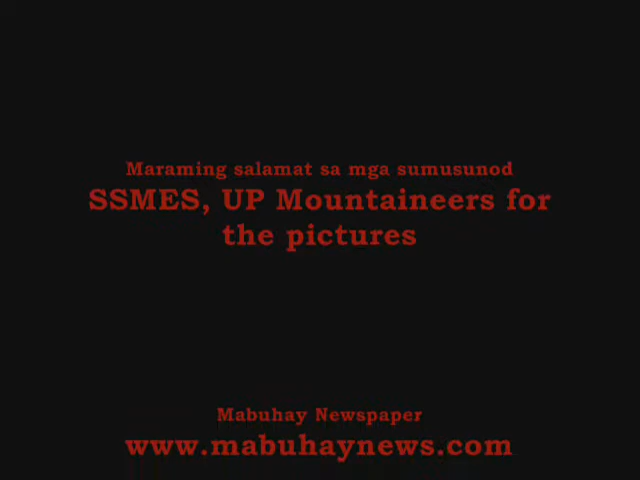 Maraming salamat sa mga sumusunod
SSMES, UP Mountaineers for
the pictures
Mabuhay Newspaper
www.mabuhaynews.com